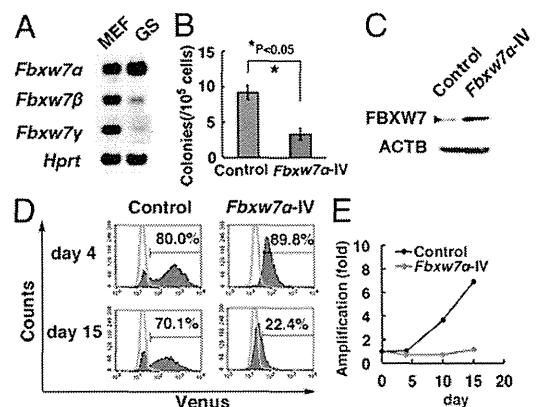 A
MEF GS
Fbxw7α
Fbxw7β
Fbxw7γ
Hprt
B
*P<0.05
*
Colonies(/10⁵ cells)
15
10
5
0
Control Fbxw7α-IV
C
Control Fbxw7α-IV
FBXW7
ACTB
D
Control Fbxw7α-IV
day 4
80.0% 89.8%
day 15
70.1% 22.4%
Counts
Venus
E
Control
Fbxw7α-IV
Amplification (fold)
10
8
6
4
2
0
0 5 10 15 20
day